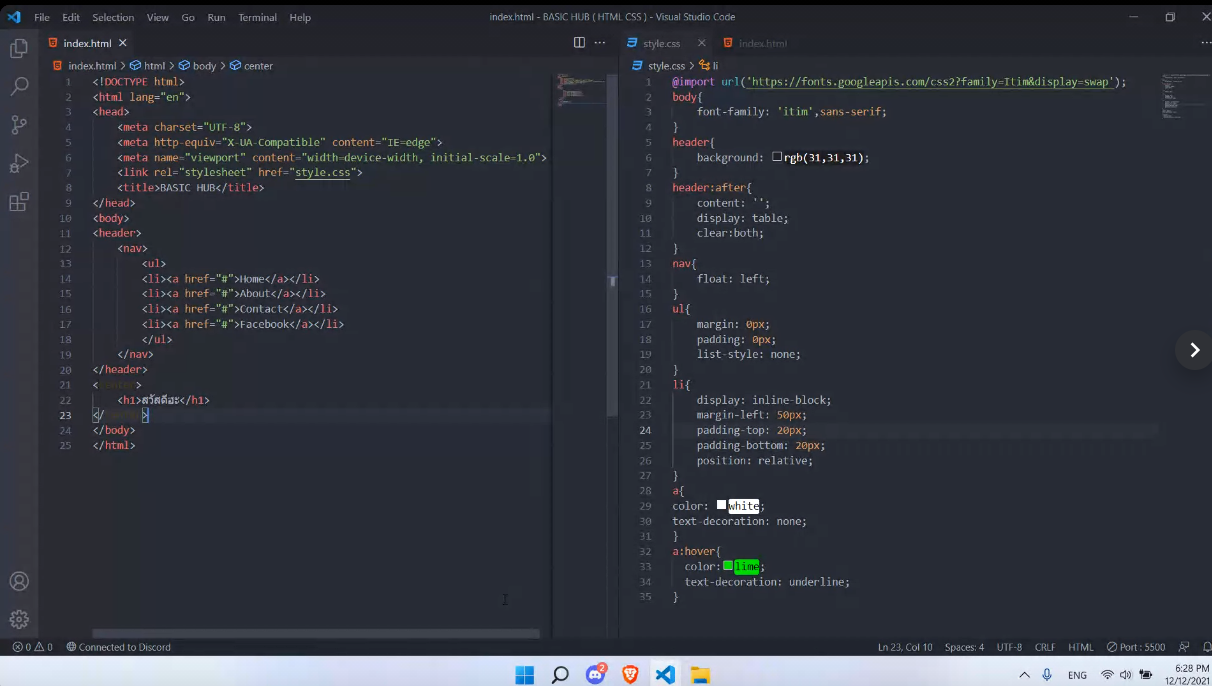 File Edit Selection View Go Run Terminal Help
index.html - BASIC HUB ( HTML CSS ) - Visual Studio Code
index.html
index.html > html > body > center
1 <!DOCTYPE html>
2 <html lang="en">
3 <head>
4 <meta charset="UTF-8">
5 <meta http-equiv="X-UA-Compatible" content="IE=edge">
6 <meta name="viewport" content="width=device-width, initial-scale=1.0">
7 <link rel="stylesheet" href="style.css">
8 <title>BASIC HUB</title>
9 </head>
10 <body>
11 <header>
12 <nav>
13 <ul>
14 <li><a href="#">Home</a></li>
15 <li><a href="#">About</a></li>
16 <li><a href="#">Contact</a></li>
17 <li><a href="#">Facebook</a></li>
18 </ul>
19 </nav>
20 </header>
21 <center>
22 <h1>สวัสดีฮะ</h1>
23 </center>
24 </body>
25 </html>
style.css
index.html
style.css > li
1 @import url('https://fonts.googleapis.com/css2?family=Itim&display=swap');
2 body{
3 font-family: 'itim',sans-serif;
4 }
5 header{
6 background: rgb(31,31,31);
7 }
8 header:after{
9 content: '';
10 display: table;
11 clear:both;
12 }
13 nav{
14 float: left;
15 }
16 ul{
17 margin: 0px;
18 padding: 0px;
19 list-style: none;
20 }
21 li{
22 display: inline-block;
23 margin-left: 50px;
24 padding-top: 20px;
25 padding-bottom: 20px;
26 position: relative;
27 }
28 a{
29 color: white;
30 text-decoration: none;
31 }
32 a:hover{
33 color: lime;
34 text-decoration: underline;
35 }
0 0 Connected to Discord
Ln 23, Col 10 Spaces: 4 UTF-8 CRLF HTML Port : 5500
2
ENG
6:28 PM
12/12/2021